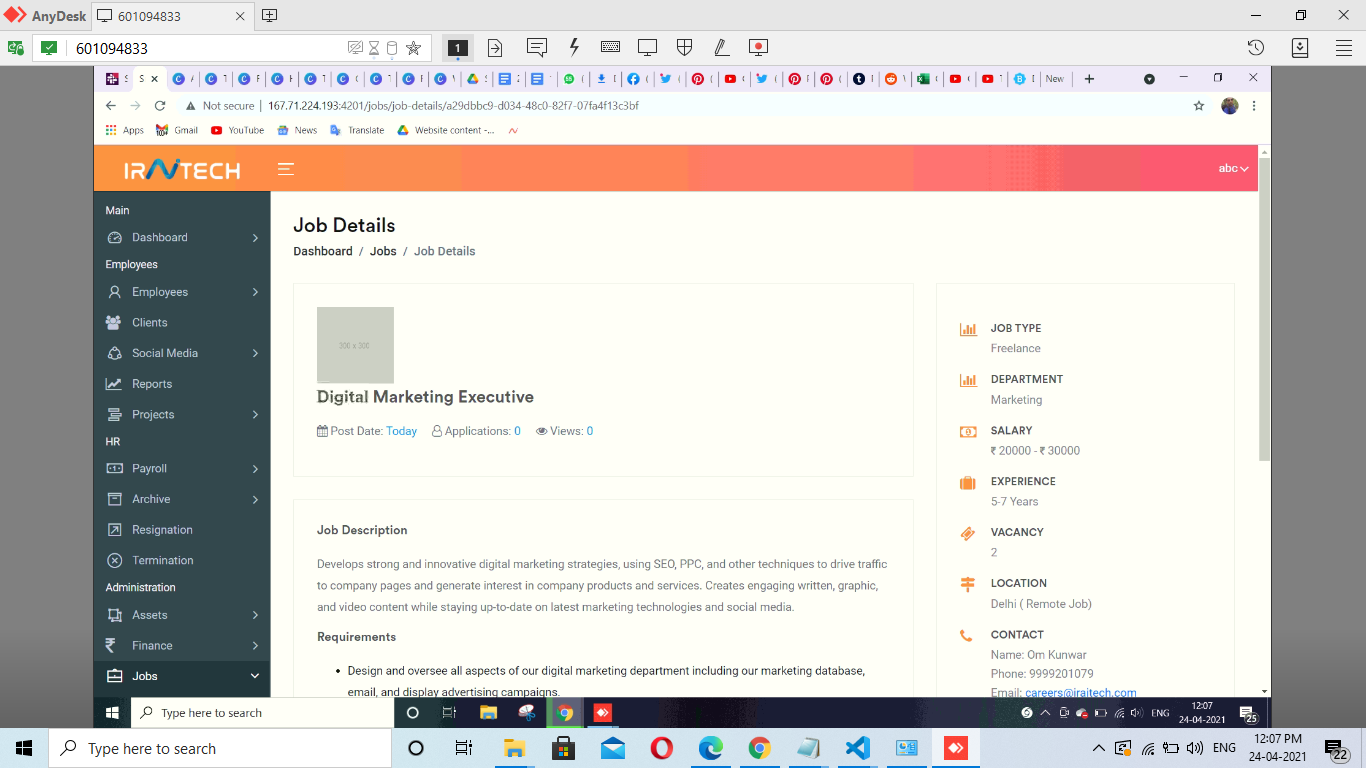 AnyDesk
601094833
601094833
1
New
Not secure
167.71.224.193:4201/jobs/job-details/a29dbbc9-d034-48c0-82f7-07fa4f13c3bf
Apps
Gmail
YouTube
News
Translate
Website content -...
IRAITECH
abc
Main
Dashboard
Employees
Employees
Clients
Social Media
Reports
Projects
HR
Payroll
Archive
Resignation
Termination
Administration
Assets
Finance
Jobs
Job Details
Dashboard / Jobs / Job Details
300 x 300
Digital Marketing Executive
Post Date: Today
Applications: 0
Views: 0
Job Description
Develops strong and innovative digital marketing strategies, using SEO, PPC, and other techniques to drive traffic
to company pages and generate interest in company products and services. Creates engaging written, graphic,
and video content while staying up-to-date on latest marketing technologies and social media.
Requirements
• Design and oversee all aspects of our digital marketing department including our marketing database,
email, and display advertising campaigns.
JOB TYPE
Freelance
DEPARTMENT
Marketing
SALARY
₹ 20000 - ₹ 30000
EXPERIENCE
5-7 Years
VACANCY
2
LOCATION
Delhi ( Remote Job)
CONTACT
Name: Om Kunwar
Phone: 9999201079
Email: careers@iraitech.com
Type here to search
ENG
12:07
24-04-2021
25
Type here to search
ENG
12:07 PM
24-04-2021
22